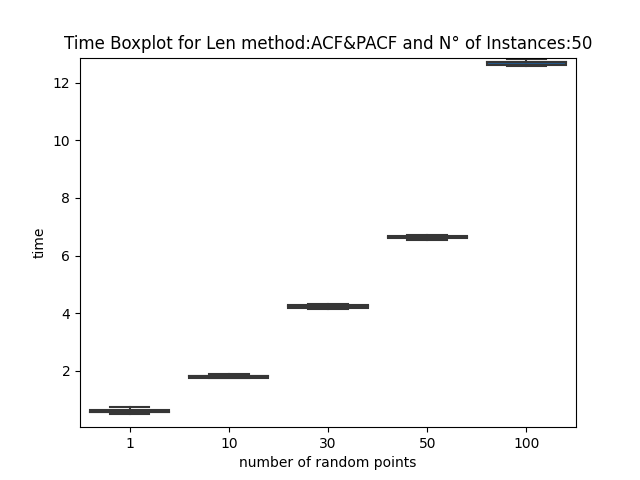 Time Boxplot for Len method:ACF&PACF and N° of Instances:50
12
10
8
6
4
2
time
1 10 30 50 100
number of random points